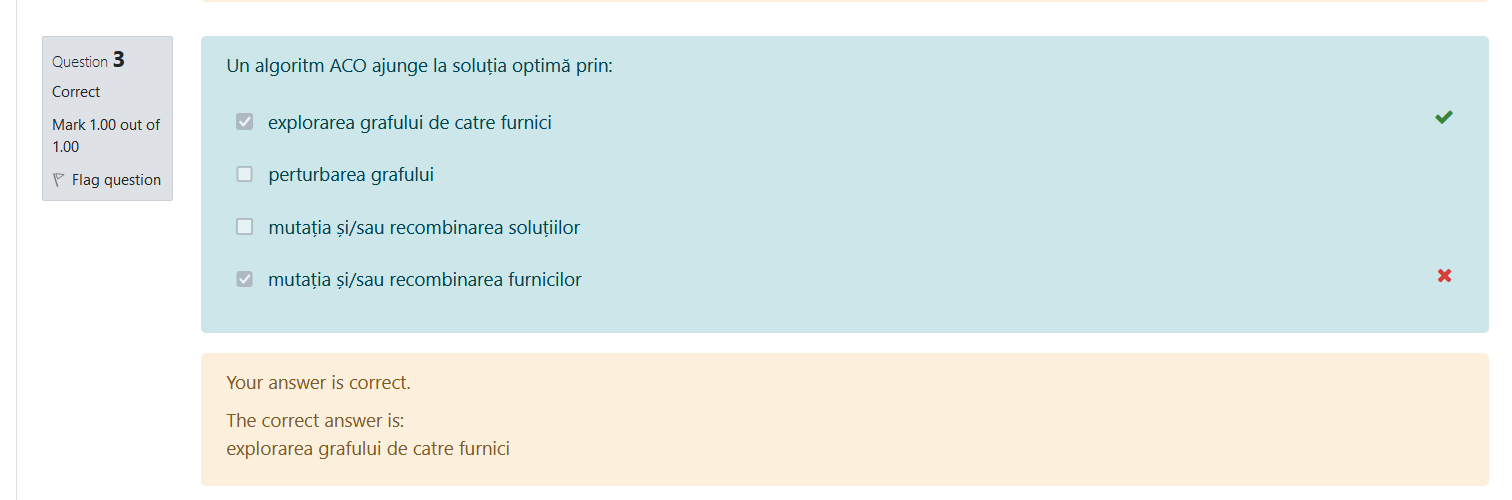 Question 3
Correct
Mark 1.00 out of
1.00
Flag question
Un algoritm ACO ajunge la soluția optimă prin:
explorarea grafului de catre furnici
perturbarea grafului
mutația și/sau recombinarea soluțiilor
mutația și/sau recombinarea furnicilor
Your answer is correct.
The correct answer is:
explorarea grafului de catre furnici